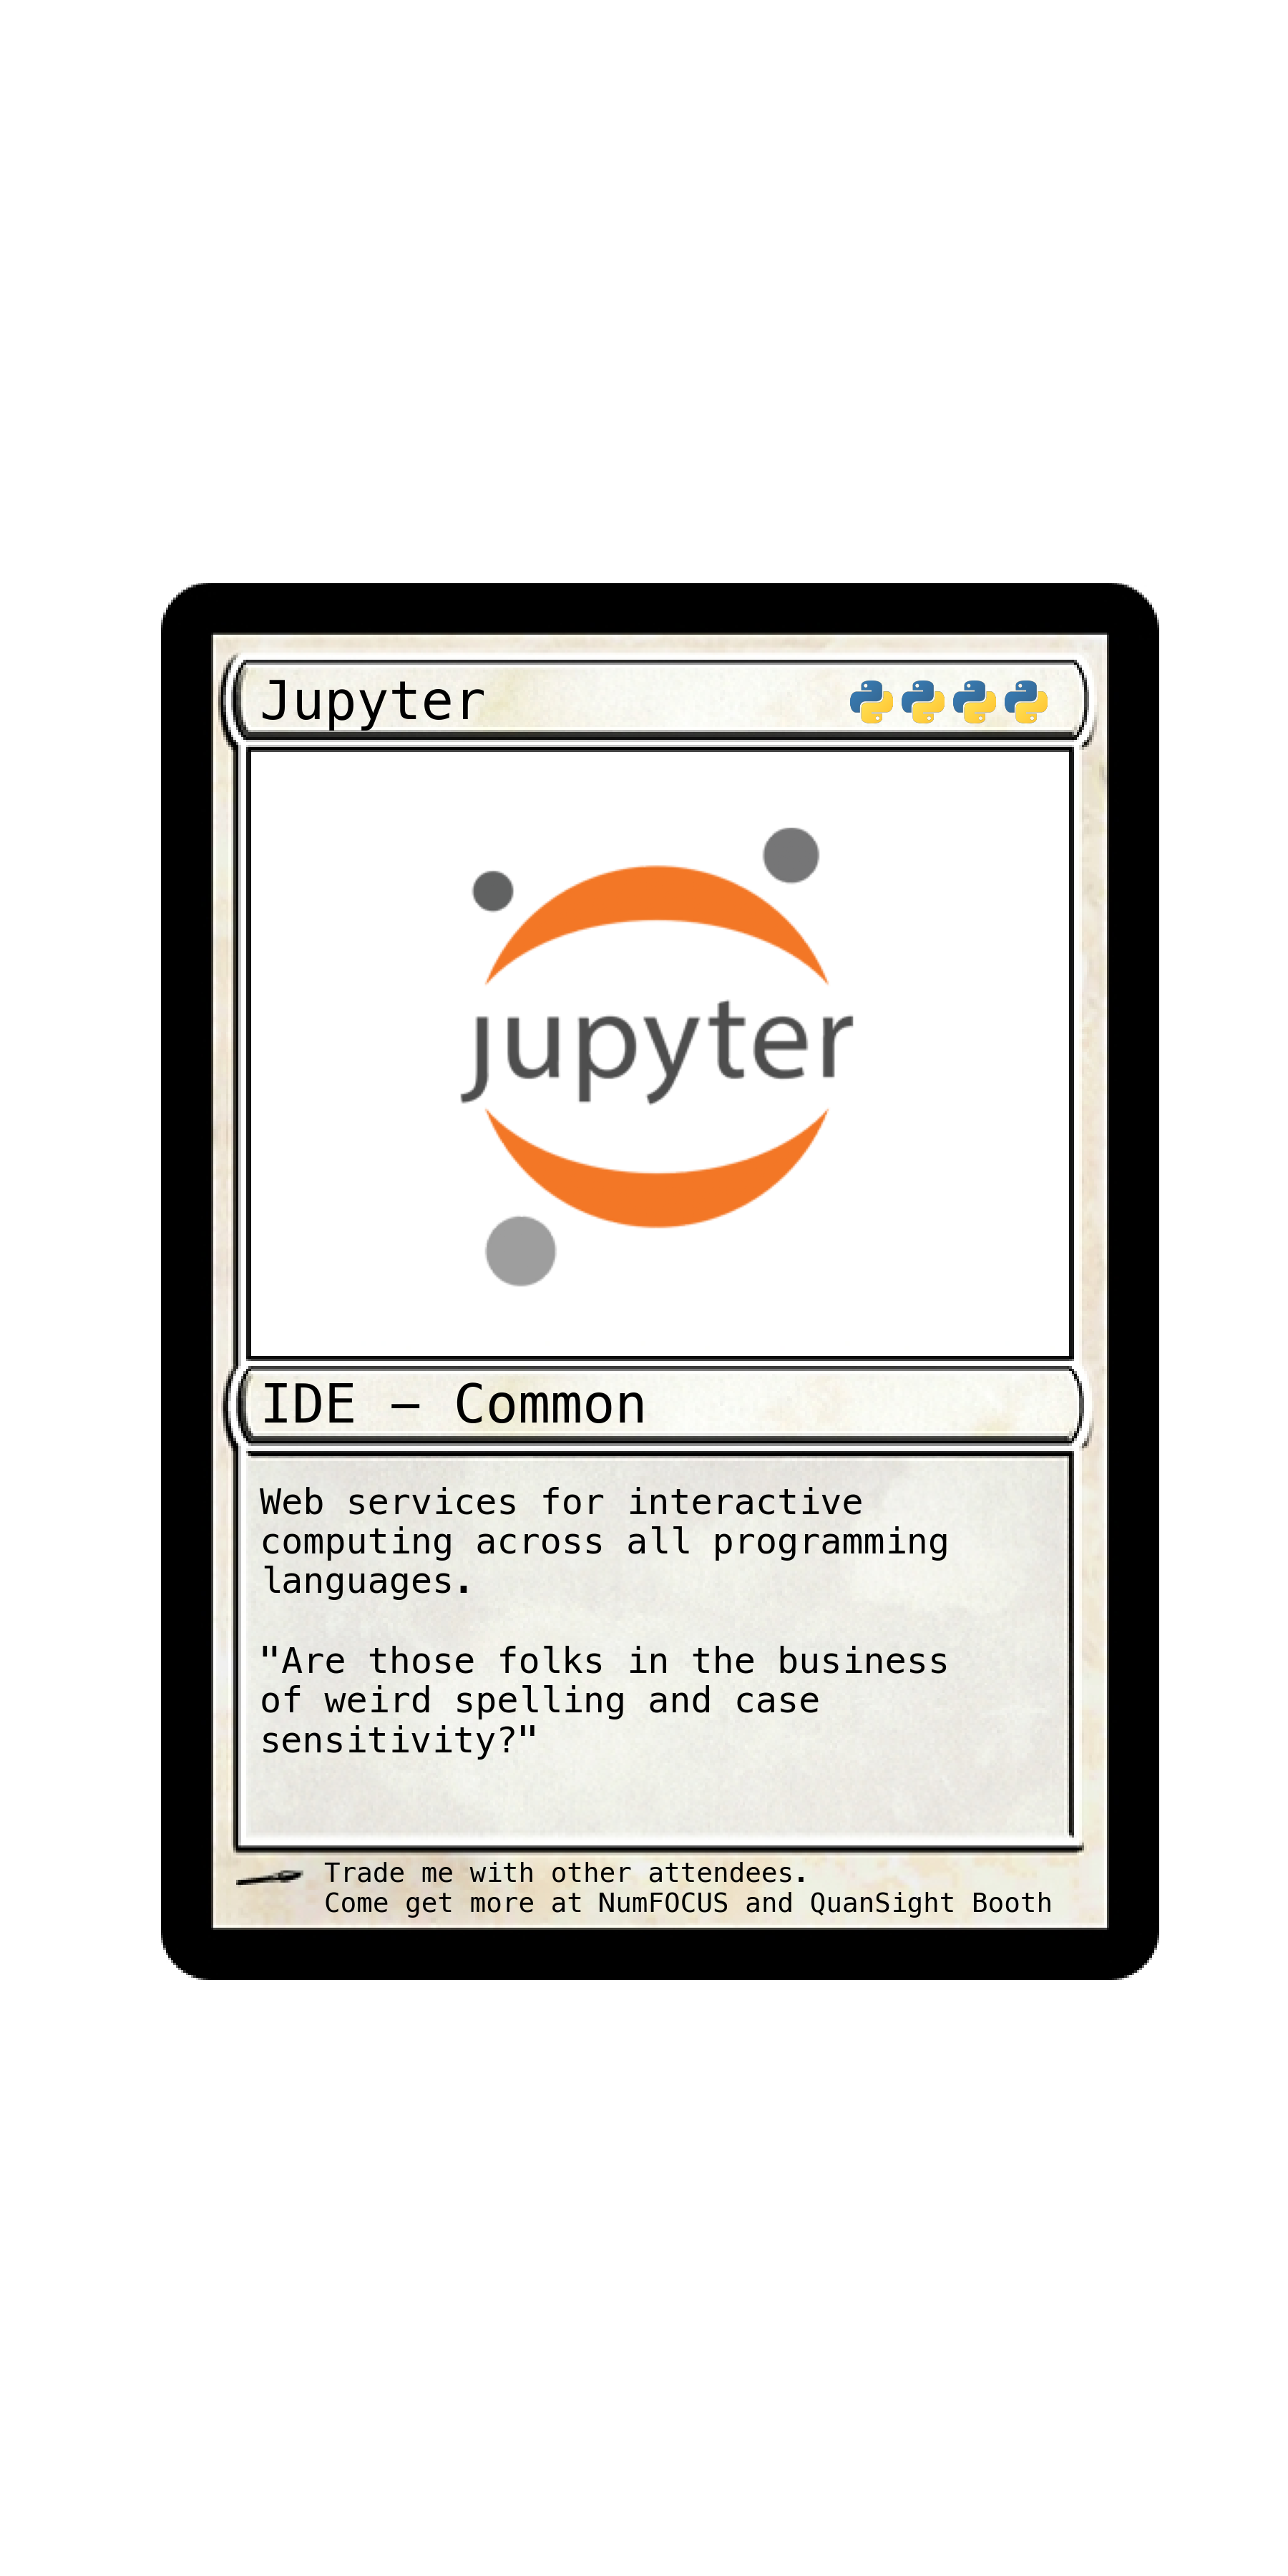 Jupyter
jupyter
IDE – Common
Web services for interactive
computing across all programming
languages.
"Are those folks in the business
of weird spelling and case
sensitivity?"
Trade me with other attendees.
Come get more at NumFOCUS and QuanSight Booth